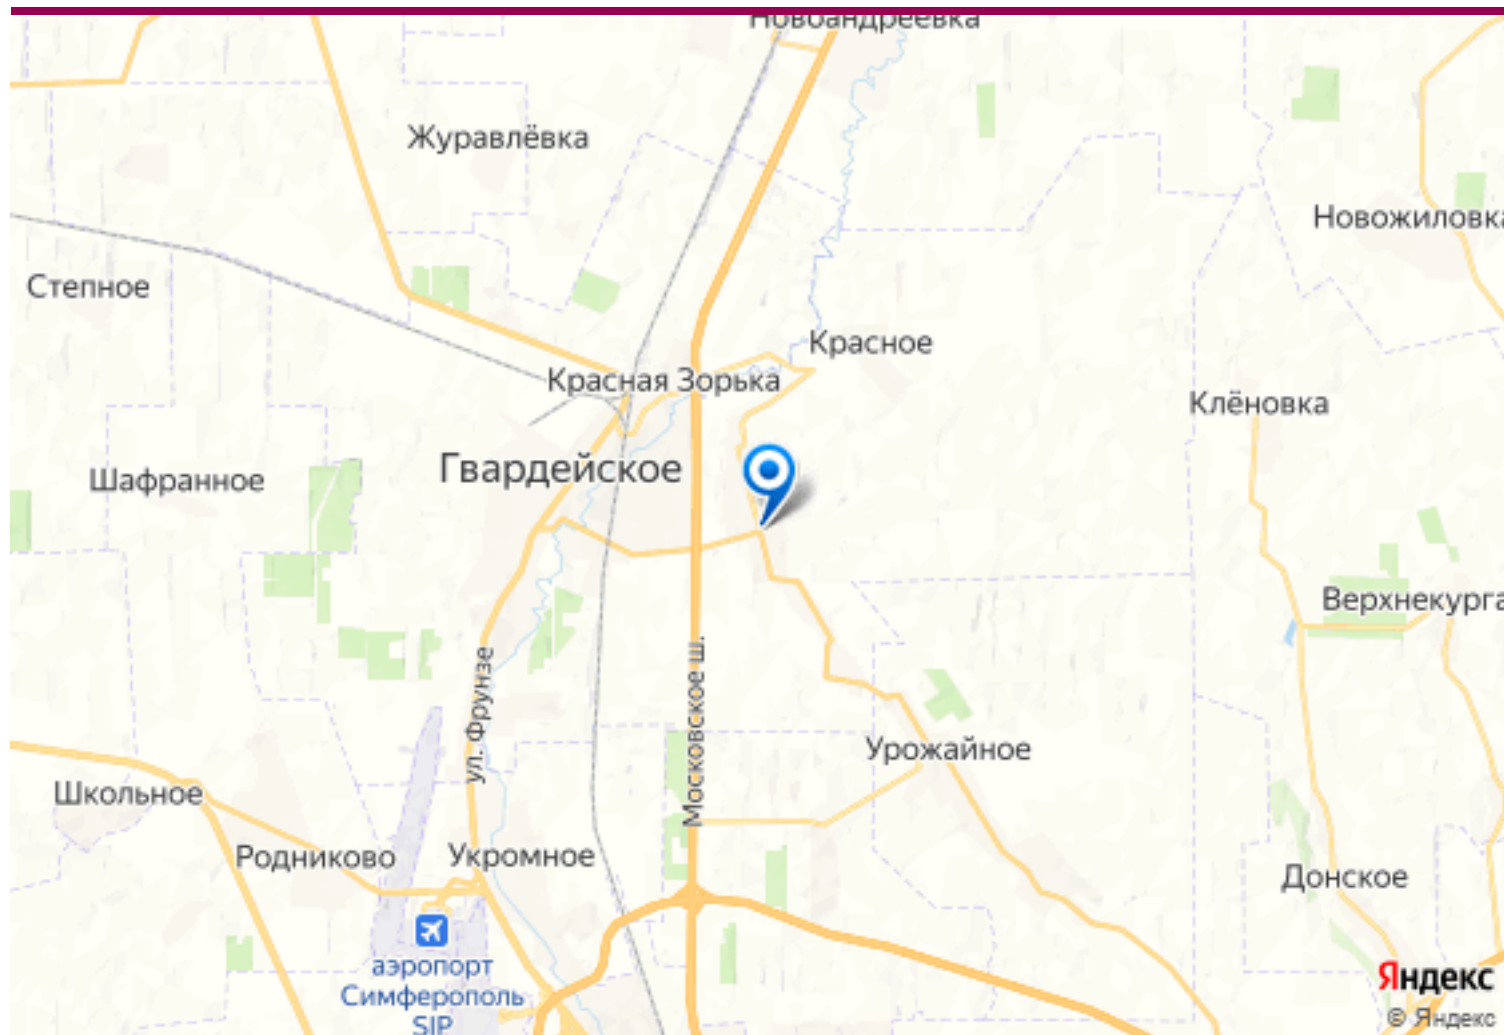 Новоандреевка
Журавлёвка
Новожиловка
Степное
Красное
Красная Зорька
Клёновка
Гвардейское
Шафранное
Верхнекурга
ул. Фрунзе
Московское ш.
Урожайное
Школьное
Родниково
Укромное
Донское
аэропорт
Симферополь
SIP
Яндекс
© Яндекс